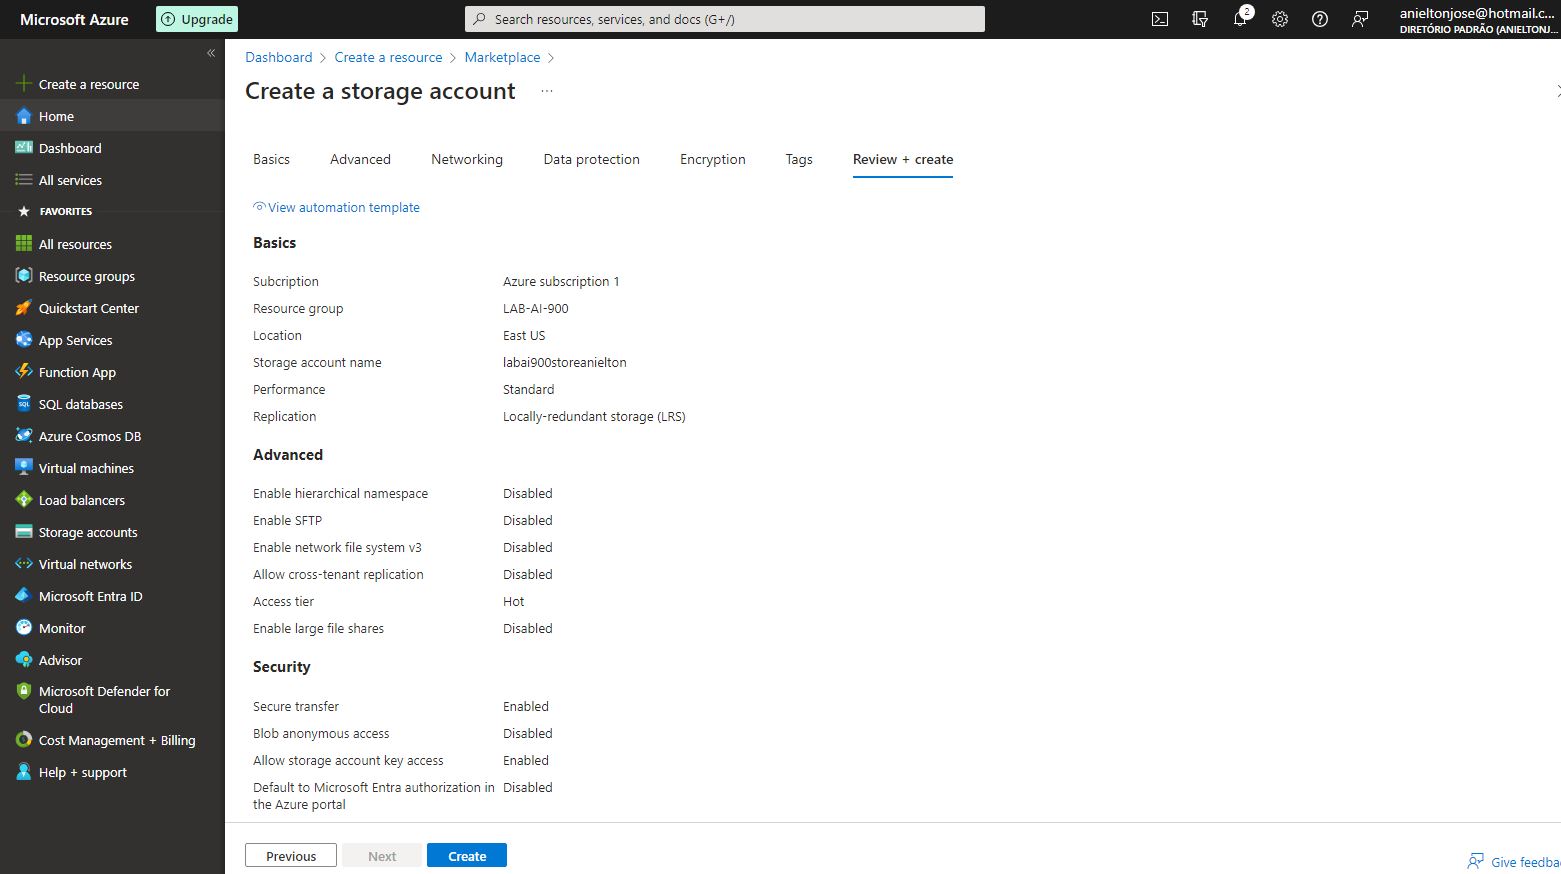 Microsoft Azure
Upgrade
Search resources, services, and docs (G+/)
2
anieltonjose@hotmail.c...
DIRETÓRIO PADRÃO (ANIELTONJ...
Create a resource
Home
Dashboard
All services
FAVORITES
All resources
Resource groups
Quickstart Center
App Services
Function App
SQL databases
Azure Cosmos DB
Virtual machines
Load balancers
Storage accounts
Virtual networks
Microsoft Entra ID
Monitor
Advisor
Microsoft Defender for
Cloud
Cost Management + Billing
Help + support
Dashboard > Create a resource > Marketplace >
Create a storage account ...
Basics Advanced Networking Data protection Encryption Tags Review + create
View automation template
Basics
Subcription Azure subscription 1
Resource group LAB-AI-900
Location East US
Storage account name labai900storeanielton
Performance Standard
Replication Locally-redundant storage (LRS)
Advanced
Enable hierarchical namespace Disabled
Enable SFTP Disabled
Enable network file system v3 Disabled
Allow cross-tenant replication Disabled
Access tier Hot
Enable large file shares Disabled
Security
Secure transfer Enabled
Blob anonymous access Disabled
Allow storage account key access Enabled
Default to Microsoft Entra authorization in Disabled
the Azure portal
Previous Next Create
Give feedba